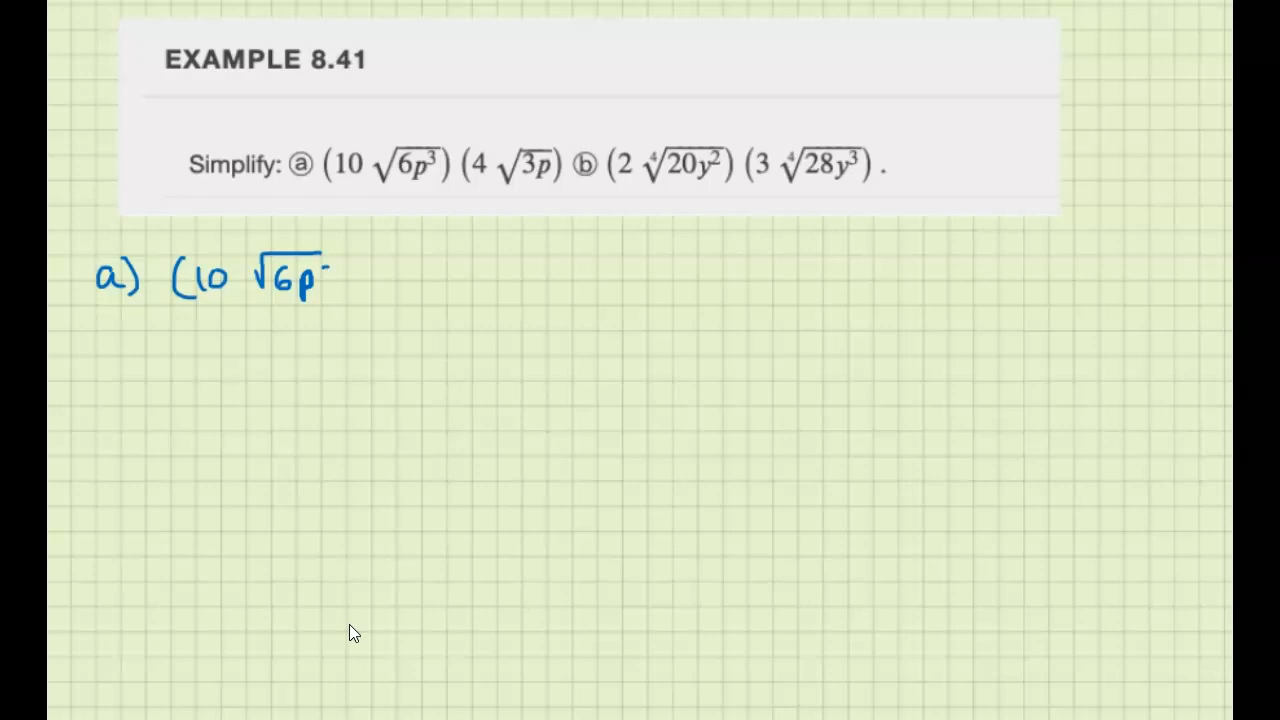 EXAMPLE 8.41
Simplify: ⓐ (10 √6p³) (4 √3p) ⓑ (2 ∜20y²) (3 ∜28y³) .
a) (10 √6p